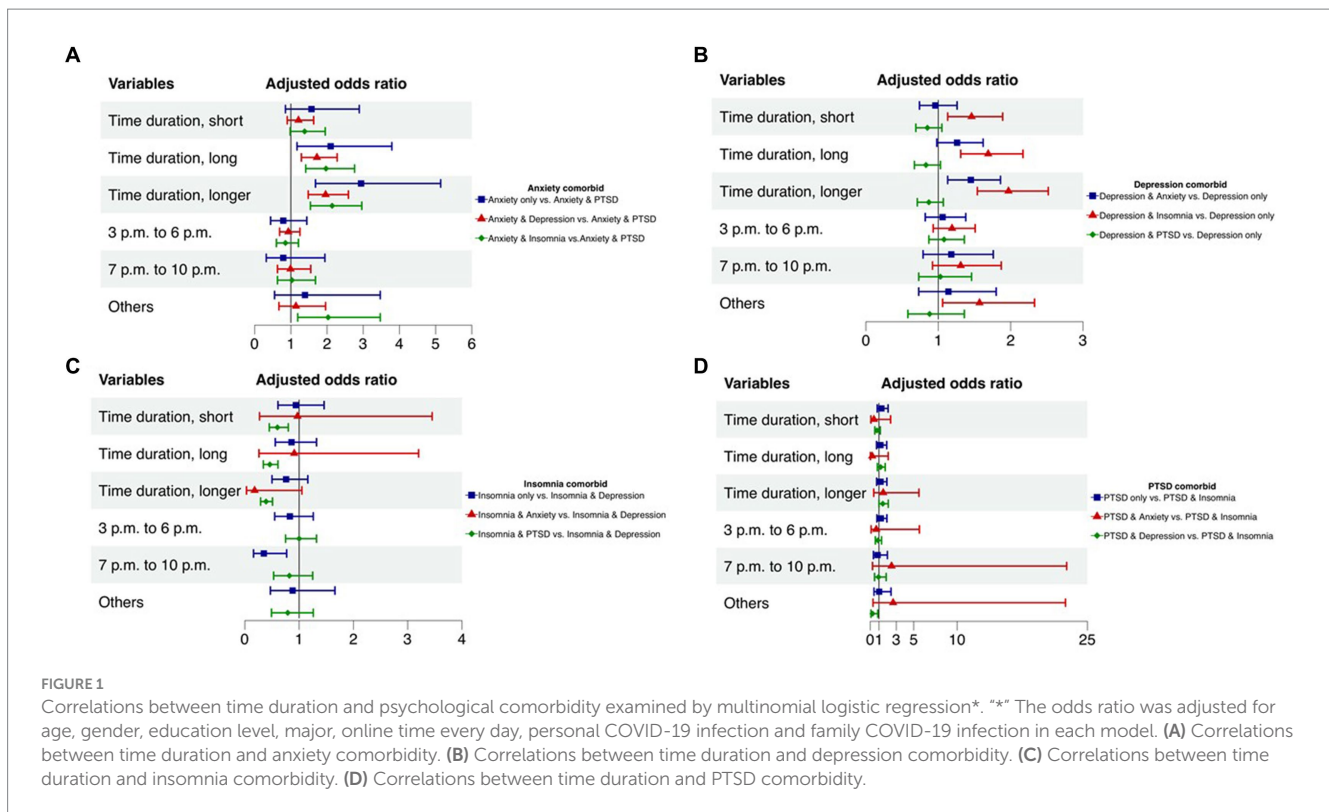 A
Variables Adjusted odds ratio
Time duration, short
Time duration, long
Time duration, longer
3 p.m. to 6 p.m.
7 p.m. to 10 p.m.
Others
0 1 2 3 4 5 6
Anxiety comorbid
Anxiety only vs. Anxiety & PTSD
Anxiety & Depression vs. Anxiety & PTSD
Anxiety & Insomnia vs.Anxiety & PTSD
B
Variables Adjusted odds ratio
Time duration, short
Time duration, long
Time duration, longer
3 p.m. to 6 p.m.
7 p.m. to 10 p.m.
Others
0 1 2 3
Depression comorbid
Depression & Anxiety vs. Depression only
Depression & Insomnia vs. Depression only
Depression & PTSD vs. Depression only
C
Variables Adjusted odds ratio
Time duration, short
Time duration, long
Time duration, longer
3 p.m. to 6 p.m.
7 p.m. to 10 p.m.
Others
0 1 2 3 4
Insomnia comorbid
Insomnia only vs. Insomnia & Depression
Insomnia & Anxiety vs. Insomnia & Depression
Insomnia & PTSD vs. Insomnia & Depression
D
Variables Adjusted odds ratio
Time duration, short
Time duration, long
Time duration, longer
3 p.m. to 6 p.m.
7 p.m. to 10 p.m.
Others
0 1 3 5 10 25
PTSD comorbid
PTSD only vs. PTSD & Insomnia
PTSD & Anxiety vs. PTSD & Insomnia
PTSD & Depression vs. PTSD & Insomnia
FIGURE 1
Correlations between time duration and psychological comorbidity examined by multinomial logistic regression*. "*" The odds ratio was adjusted for
age, gender, education level, major, online time every day, personal COVID-19 infection and family COVID-19 infection in each model. (A) Correlations
between time duration and anxiety comorbidity. (B) Correlations between time duration and depression comorbidity. (C) Correlations between time
duration and insomnia comorbidity. (D) Correlations between time duration and PTSD comorbidity.